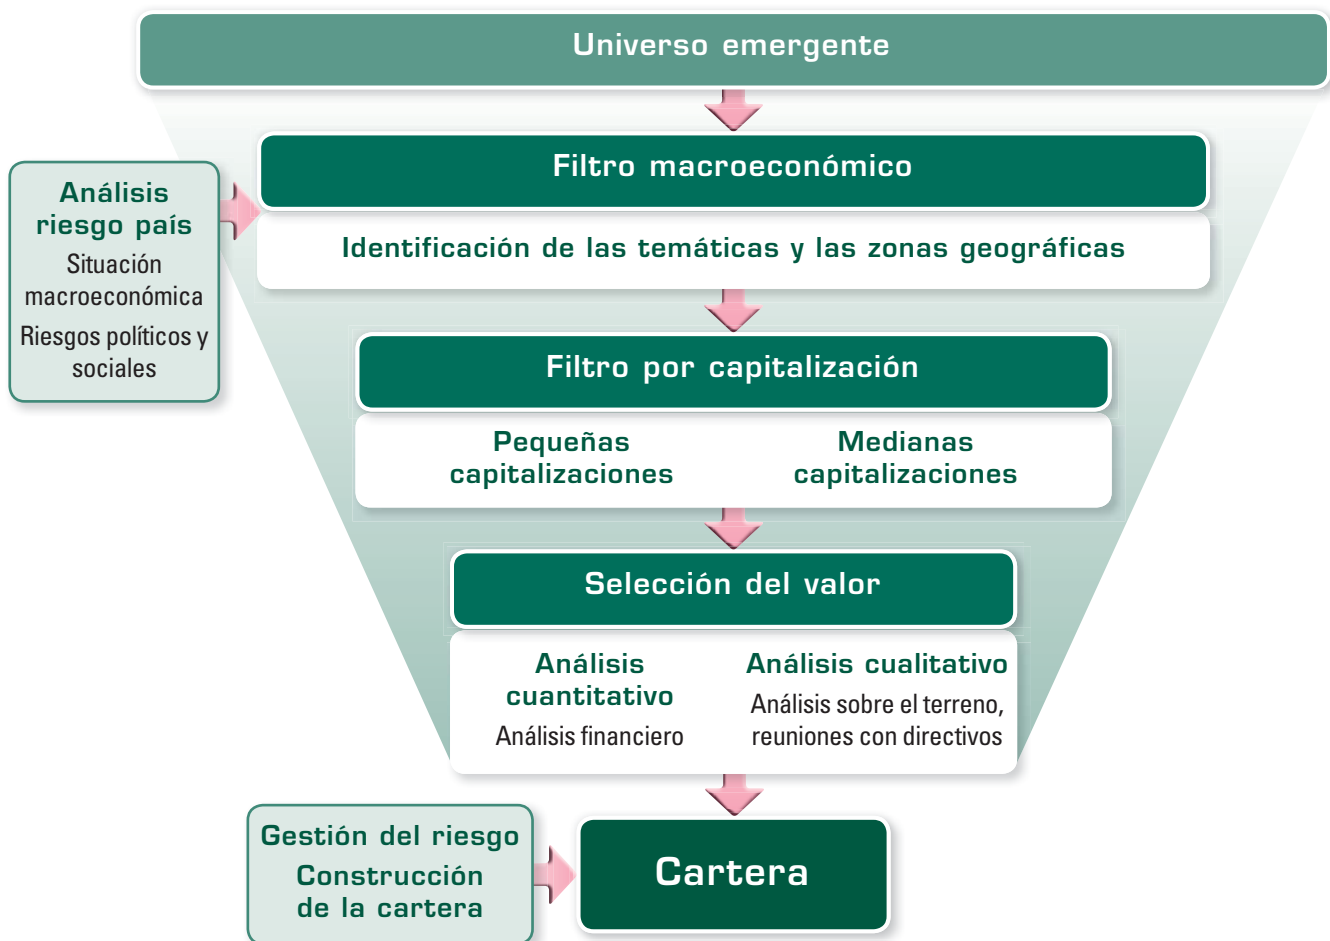 Universo emergente
Filtro macroeconómico
Identificación de las temáticas y las zonas geográficas
Análisis
riesgo país
Situación
macroeconómica
Riesgos políticos y
sociales
Filtro por capitalización
Pequeñas
capitalizaciones
Medianas
capitalizaciones
Selección del valor
Análisis
cuantitativo
Análisis financiero
Análisis cualitativo
Análisis sobre el terreno,
reuniones con directivos
Gestión del riesgo
Construcción
de la cartera
Cartera